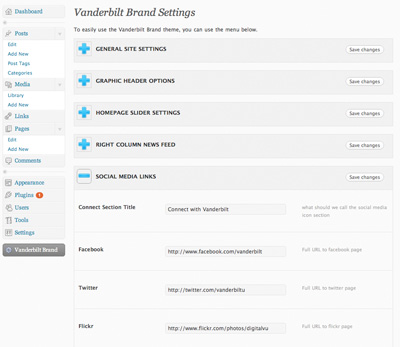 Dashboard
Posts
Edit
Add New
Post Tags
Categories
Media
Library
Add New
Links
Pages
Edit
Add New
Comments
Appearance
Plugins 1
Users
Tools
Settings
Vanderbilt Brand
Vanderbilt Brand Settings
To easily use the Vanderbilt Brand theme, you can use the menu below.
GENERAL SITE SETTINGS Save changes
GRAPHIC HEADER OPTIONS Save changes
HOMEPAGE SLIDER SETTINGS Save changes
RIGHT COLUMN NEWS FEED Save changes
SOCIAL MEDIA LINKS Save changes
Connect Section Title Connect with Vanderbilt what should we call the social media
icon section
Facebook http://www.facebook.com/vanderbilt Full URL to facebook page
Twitter http://twitter.com/vanderbiltu Full URL to twitter page
Flickr http://www.flickr.com/photos/digitalvu Full URL to flickr page